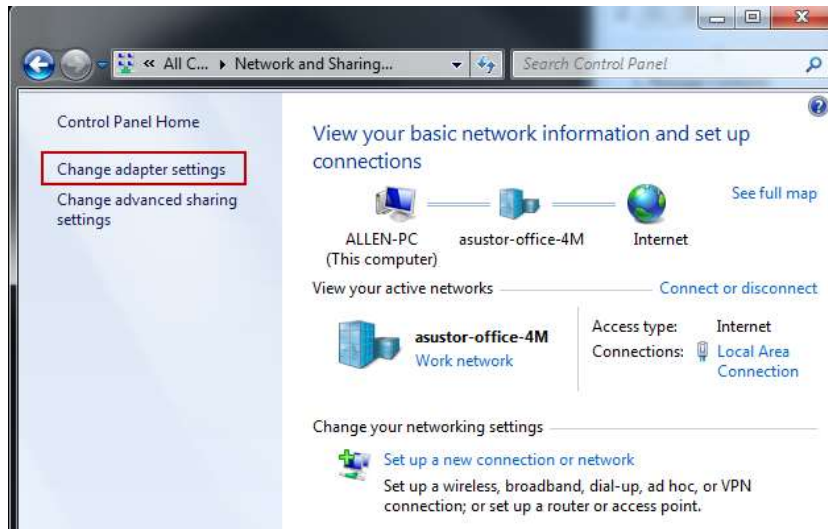 « All C... ▸ Network and Sharing...
Search Control Panel
Control Panel Home
Change adapter settings
Change advanced sharing
settings
View your basic network information and set up
connections
See full map
ALLEN-PC
(This computer)
asustor-office-4M
Internet
View your active networks
Connect or disconnect
asustor-office-4M
Work network
Access type: Internet
Connections: Local Area
Connection
Change your networking settings
Set up a new connection or network
Set up a wireless, broadband, dial-up, ad hoc, or VPN
connection; or set up a router or access point.